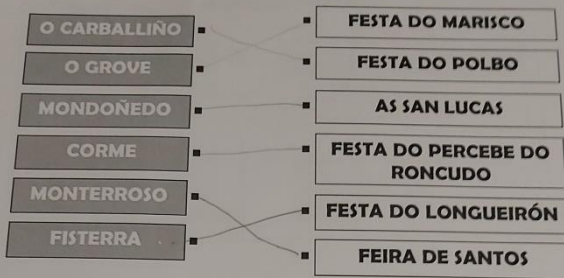 O CARBALLIÑO
O GROVE
MONDOÑEDO
CORME
MONTERROSO
FISTERRA
FESTA DO MARISCO
FESTA DO POLBO
AS SAN LUCAS
FESTA DO PERCEBE DO
RONCUDO
FESTA DO LONGUEIRÓN
FEIRA DE SANTOS